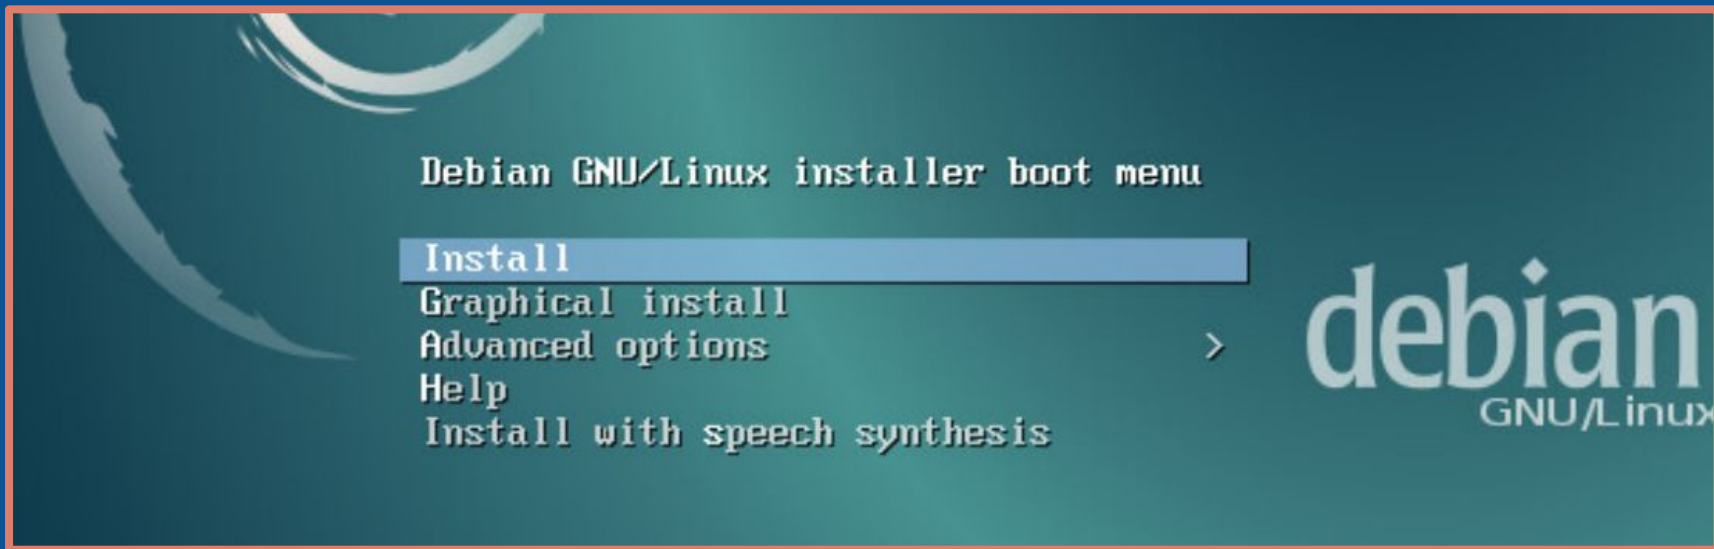 Debian GNU/Linux installer boot menu
Install
Graphical install
Advanced options >
Help
Install with speech synthesis
debian
GNU/Linux